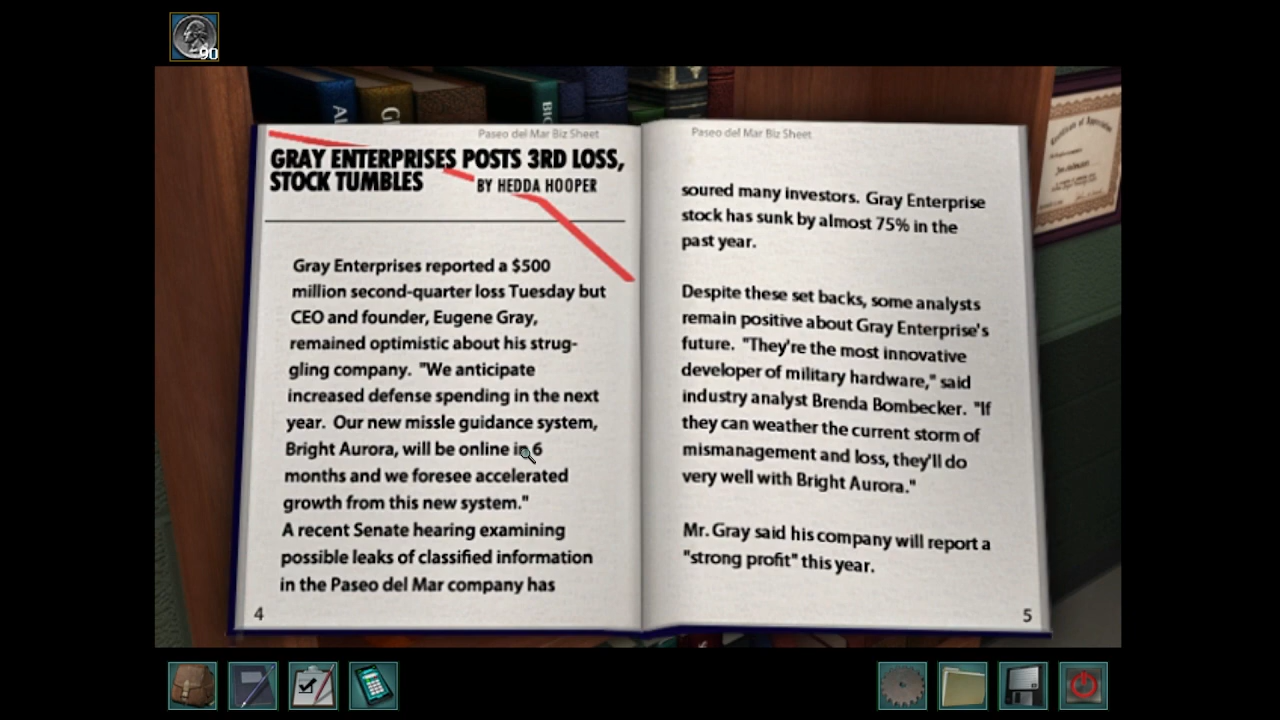 90
Paseo del Mar Biz Sheet
GRAY ENTERPRISES POSTS 3RD LOSS,
STOCK TUMBLES
BY HEDDA HOOPER
Gray Enterprises reported a $500
million second-quarter loss Tuesday but
CEO and founder, Eugene Gray,
remained optimistic about his strug-
gling company. "We anticipate
increased defense spending in the next
year. Our new missle guidance system,
Bright Aurora, will be online in 6
months and we foresee accelerated
growth from this new system."
A recent Senate hearing examining
possible leaks of classified information
in the Paseo del Mar company has
4
Paseo del Mar Biz Sheet
soured many investors. Gray Enterprise
stock has sunk by almost 75% in the
past year.
Despite these set backs, some analysts
remain positive about Gray Enterprise's
future. "They're the most innovative
developer of military hardware," said
industry analyst Brenda Bombecker. "If
they can weather the current storm of
mismanagement and loss, they'll do
very well with Bright Aurora."
Mr. Gray said his company will report a
"strong profit" this year.
5